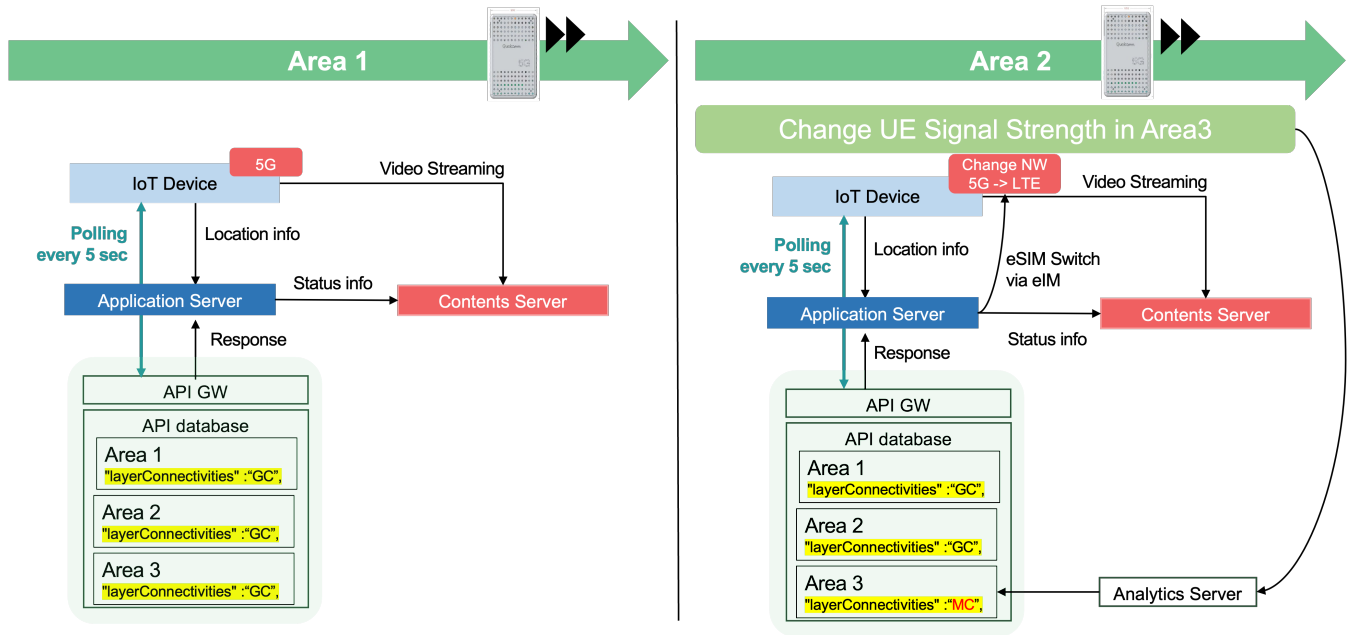 Area 1
5G
5G
IoT Device
Video Streaming
Polling
every 5 sec
Location info
Application Server
Status info
Contents Server
Response
API GW
API database
Area 1
"layerConnectivities" :“GC”,
Area 2
"layerConnectivities" :“GC”,
Area 3
"layerConnectivities" :“GC”,
Area 2
5G
Change UE Signal Strength in Area3
Change NW
5G -> LTE
IoT Device
Video Streaming
Polling
every 5 sec
Location info
eSIM Switch
via eIM
Application Server
Contents Server
Status info
Response
API GW
API database
Area 1
"layerConnectivities" :“GC”,
Area 2
"layerConnectivities" :“GC”,
Area 3
"layerConnectivities" :“MC”,
Analytics Server